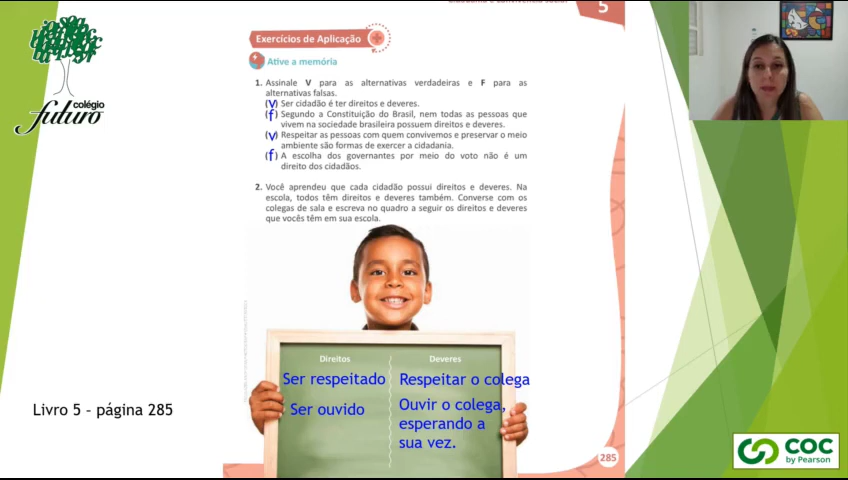 colégio
futuro
5
Exercícios de Aplicação
Ative a memória
1. Assinale V para as alternativas verdadeiras e F para as
alternativas falsas.
(V) Ser cidadão é ter direitos e deveres.
(f) Segundo a Constituição do Brasil, nem todas as pessoas que
vivem na sociedade brasileira possuem direitos e deveres.
(V) Respeitar as pessoas com quem convivemos e preservar o meio
ambiente são formas de exercer a cidadania.
(f) A escolha dos governantes por meio do voto não é um
direito dos cidadãos.
2. Você aprendeu que cada cidadão possui direitos e deveres. Na
escola, todos têm direitos e deveres também. Converse com os
colegas de sala e escreva no quadro a seguir os direitos e deveres
que vocês têm em sua escola.
Direitos
Ser respeitado
Ser ouvido
Deveres
Respeitar o colega
Ouvir o colega,
esperando a
sua vez.
Livro 5 – página 285
285
COC
by Pearson